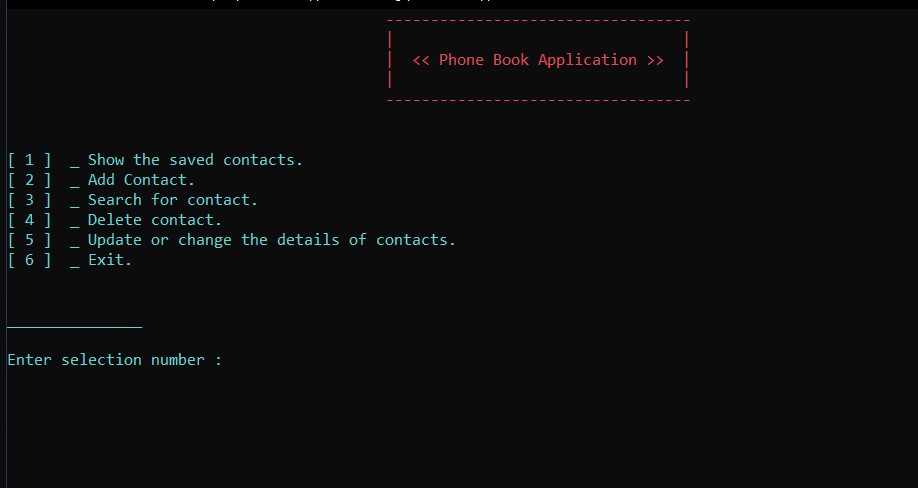 << Phone Book Application >>
[ 1 ] _ Show the saved contacts.
[ 2 ] _ Add Contact.
[ 3 ] _ Search for contact.
[ 4 ] _ Delete contact.
[ 5 ] _ Update or change the details of contacts.
[ 6 ] _ Exit.
Enter selection number :